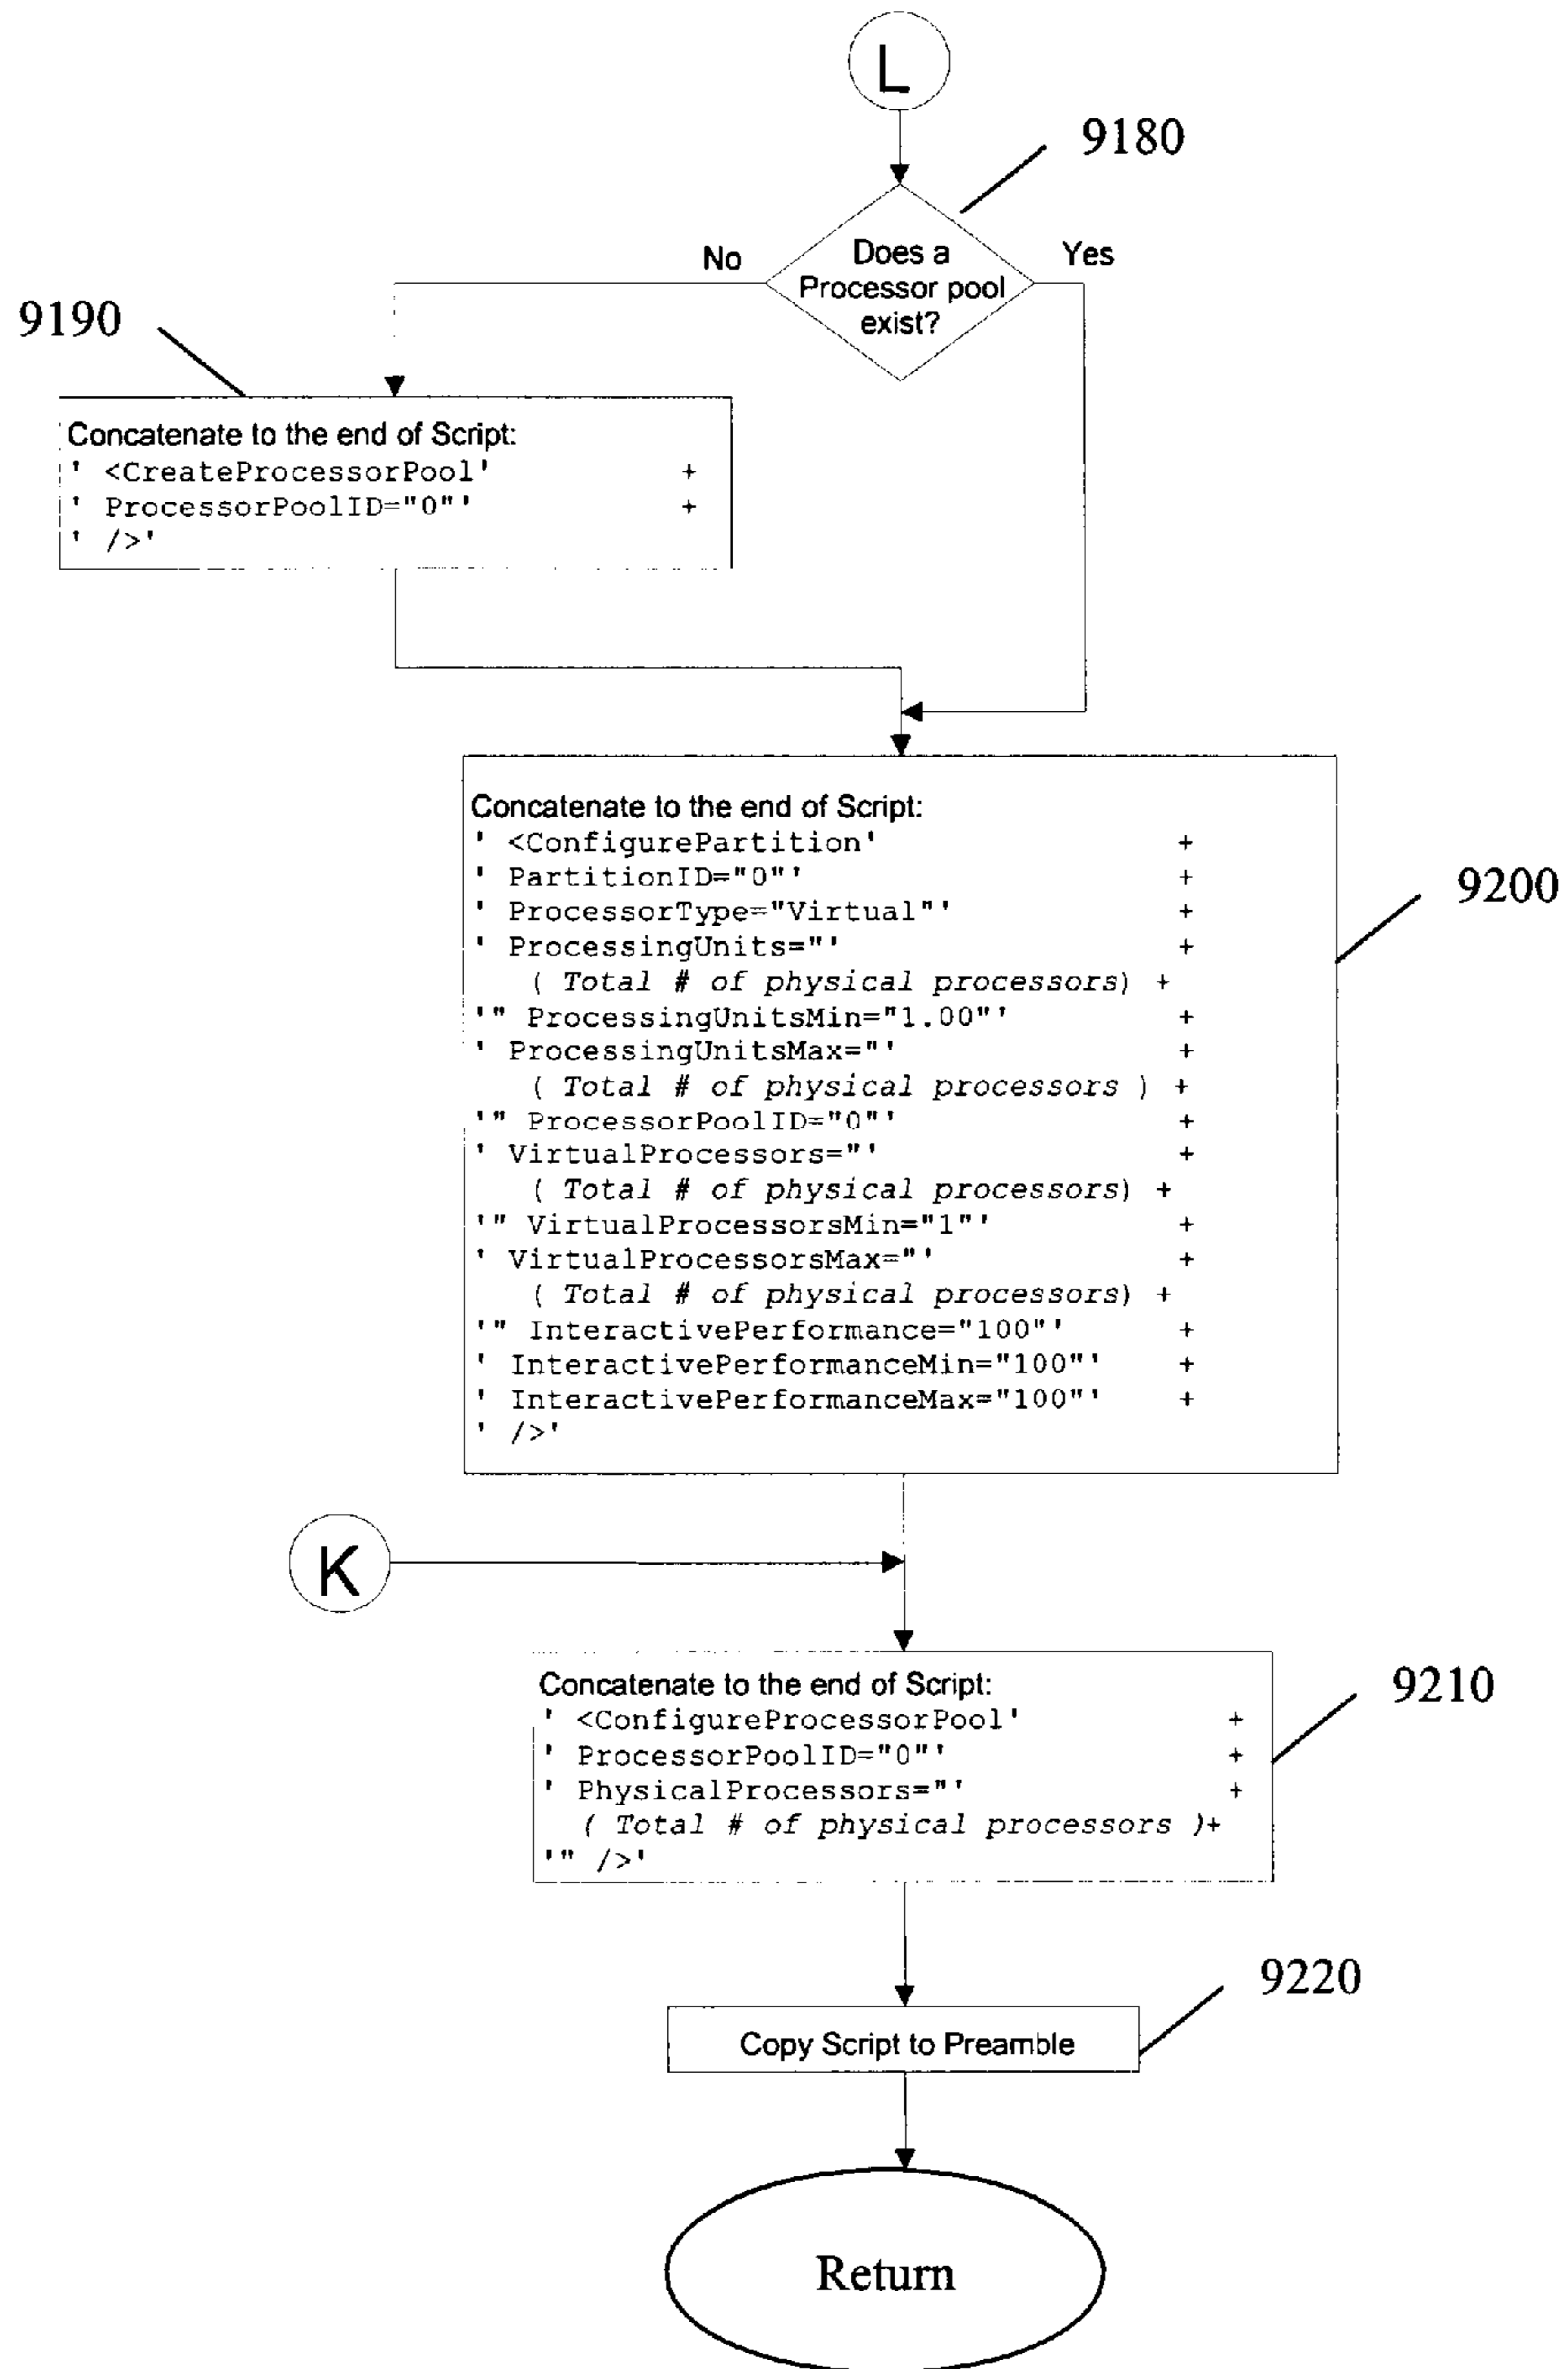 L
9180
No
Does a
Yes
Processor pool
exist?
9190
Concatenate to the end of Script:
' <CreateProcessorPool' +
' ProcessorPoolID="0"' +
' />'
Concatenate to the end of Script:
' <ConfigurePartition' +
' PartitionID="0"' +
' ProcessorType="Virtual"' +
' ProcessingUnits="' +
( Total # of physical processors) +
'" ProcessingUnitsMin="1.00"' +
' ProcessingUnitsMax="' +
( Total # of physical processors ) +
'" ProcessorPoolID="0"' +
' VirtualProcessors="' +
( Total # of physical processors) +
'" VirtualProcessorsMin="1"' +
' VirtualProcessorsMax="' +
( Total # of physical processors) +
'" InteractivePerformance="100"' +
' InteractivePerformanceMin="100"' +
' InteractivePerformanceMax="100"' +
' />'
9200
K
Concatenate to the end of Script:
' <ConfigureProcessorPool' +
' ProcessorPoolID="0"' +
' PhysicalProcessors="' +
( Total # of physical processors )+
'" />'
9210
9220
Copy Script to Preamble
Return